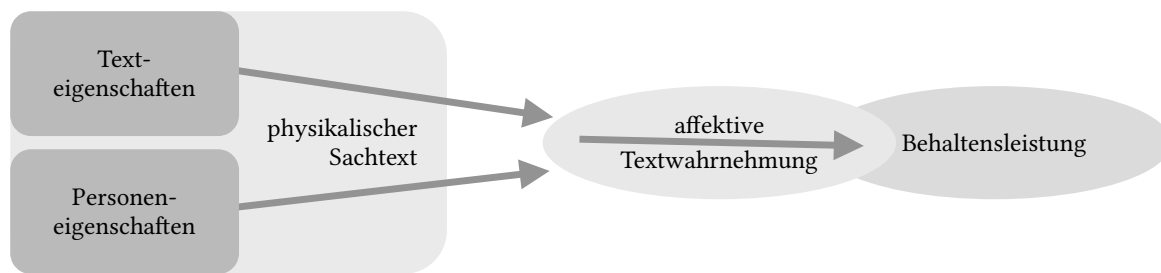 Text-
eigenschaften
physikalischer
Sachtext
Personen-
eigenschaften
affektive
Textwahrnehmung
Behaltensleistung